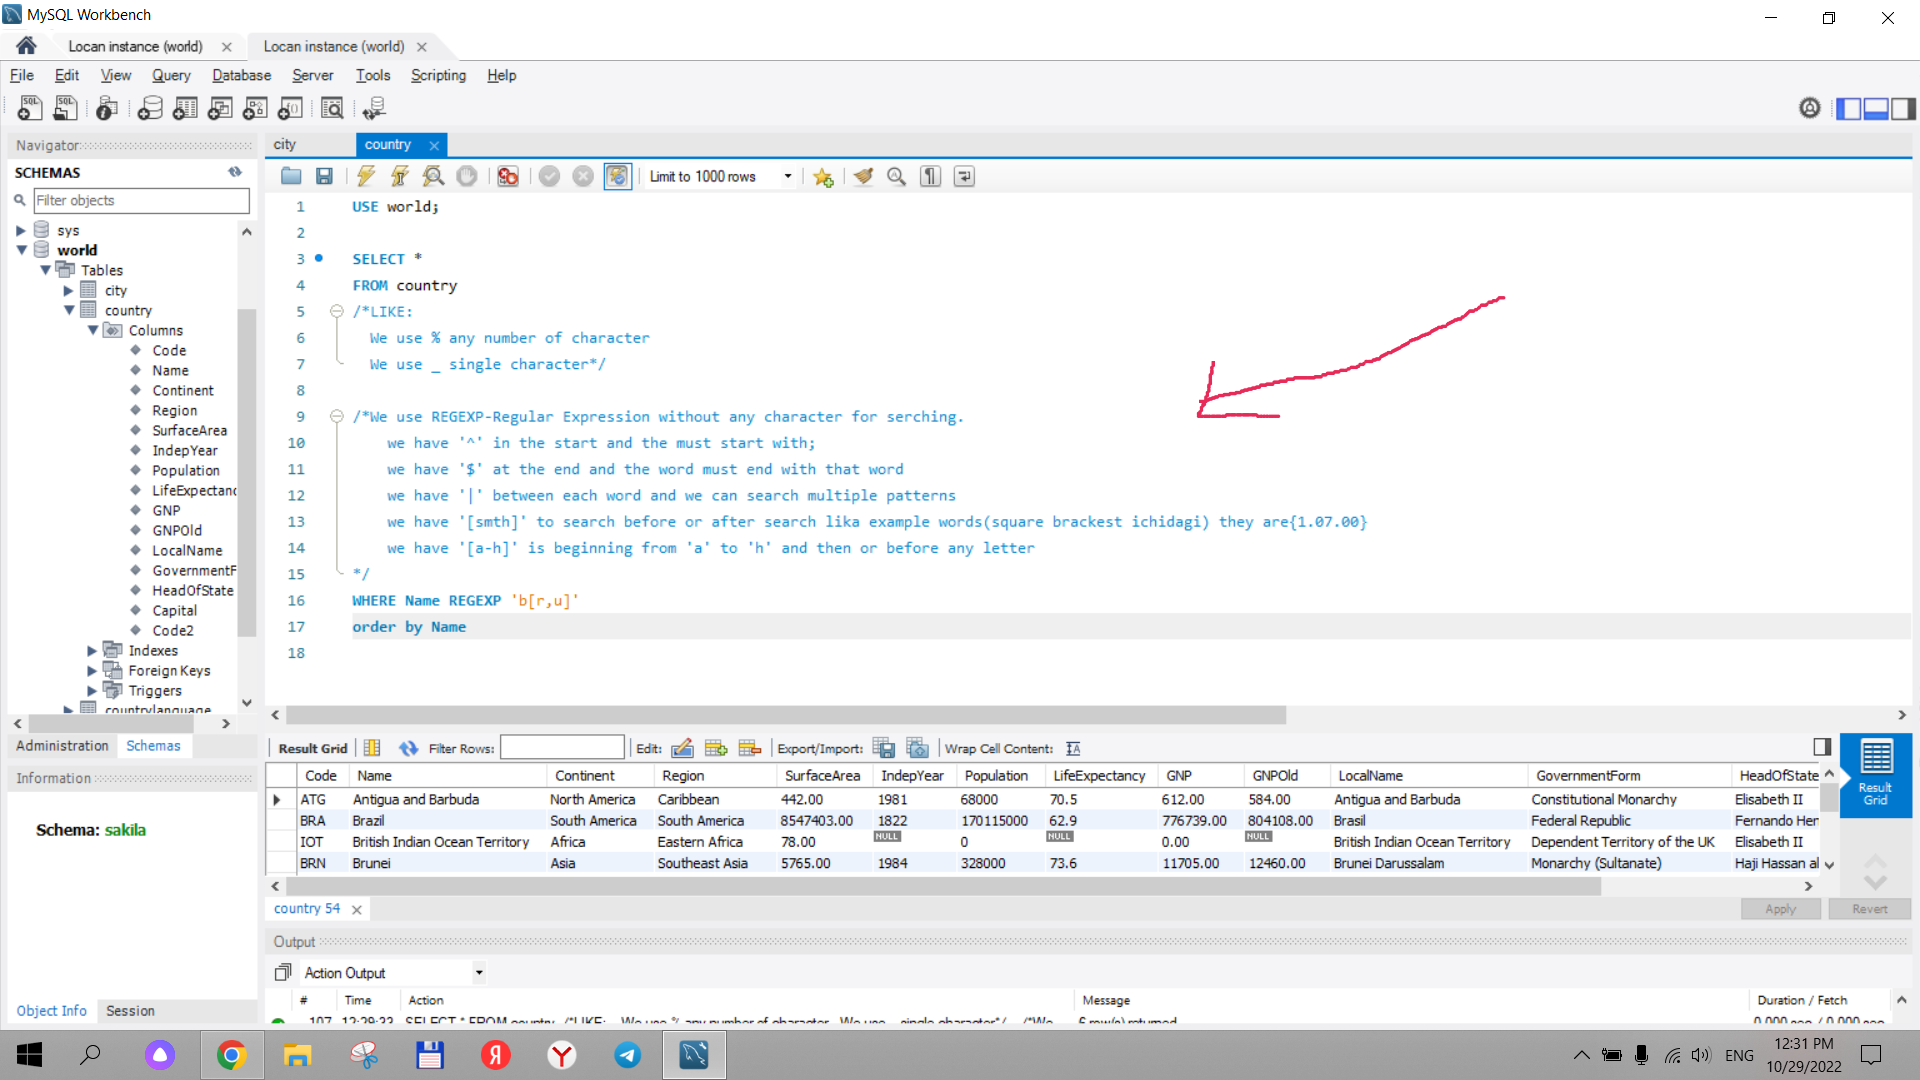 MySQL Workbench
Locan instance (world)
Locan instance (world)
File Edit View Query Database Server Tools Scripting Help
Navigator
SCHEMAS
Filter objects
sys
world
Tables
city
country
Columns
Code
Name
Continent
Region
SurfaceArea
IndepYear
Population
LifeExpectanc
GNP
GNPOld
LocalName
GovernmentF
HeadOfState
Capital
Code2
Indexes
Foreign Keys
Triggers
countrylanguage
Administration Schemas
Information
Schema: sakila
Object Info Session
city country
Limit to 1000 rows
1 USE world;
2
3 SELECT *
4 FROM country
5 /*LIKE:
6 We use % any number of character
7 We use _ single character*/
8
9 /*We use REGEXP-Regular Expression without any character for serching.
10 we have '^' in the start and the must start with;
11 we have '$' at the end and the word must end with that word
12 we have '|' between each word and we can search multiple patterns
13 we have '[smth]' to search before or after search lika example words(square brackest ichidagi) they are{1.07.00}
14 we have '[a-h]' is beginning from 'a' to 'h' and then or before any letter
15 */
16 WHERE Name REGEXP 'b[r,u]'
17 order by Name
18
Result Grid Filter Rows: Edit: Export/Import: Wrap Cell Content:
Code Name Continent Region SurfaceArea IndepYear Population LifeExpectancy GNP GNPOld LocalName GovernmentForm HeadOfState
ATG Antigua and Barbuda North America Caribbean 442.00 1981 68000 70.5 612.00 584.00 Antigua and Barbuda Constitutional Monarchy Elisabeth II
BRA Brazil South America South America 8547403.00 1822 170115000 62.9 776739.00 804108.00 Brasil Federal Republic Fernando Hen
IOT British Indian Ocean Territory Africa Eastern Africa 78.00 NULL 0 NULL 0.00 NULL British Indian Ocean Territory Dependent Territory of the UK Elisabeth II
BRN Brunei Asia Southeast Asia 5765.00 1984 328000 73.6 11705.00 12460.00 Brunei Darussalam Monarchy (Sultanate) Haji Hassan al
Result Grid
country 54
Apply Revert
Output
Action Output
# Time Action Message Duration / Fetch
107 12:29:33 SELECT * FROM country /*LIKE: We use % any number of character We use _ single character*/ /*We 6 row(s) returned 0.000 sec / 0.000 sec
ENG
12:31 PM
10/29/2022